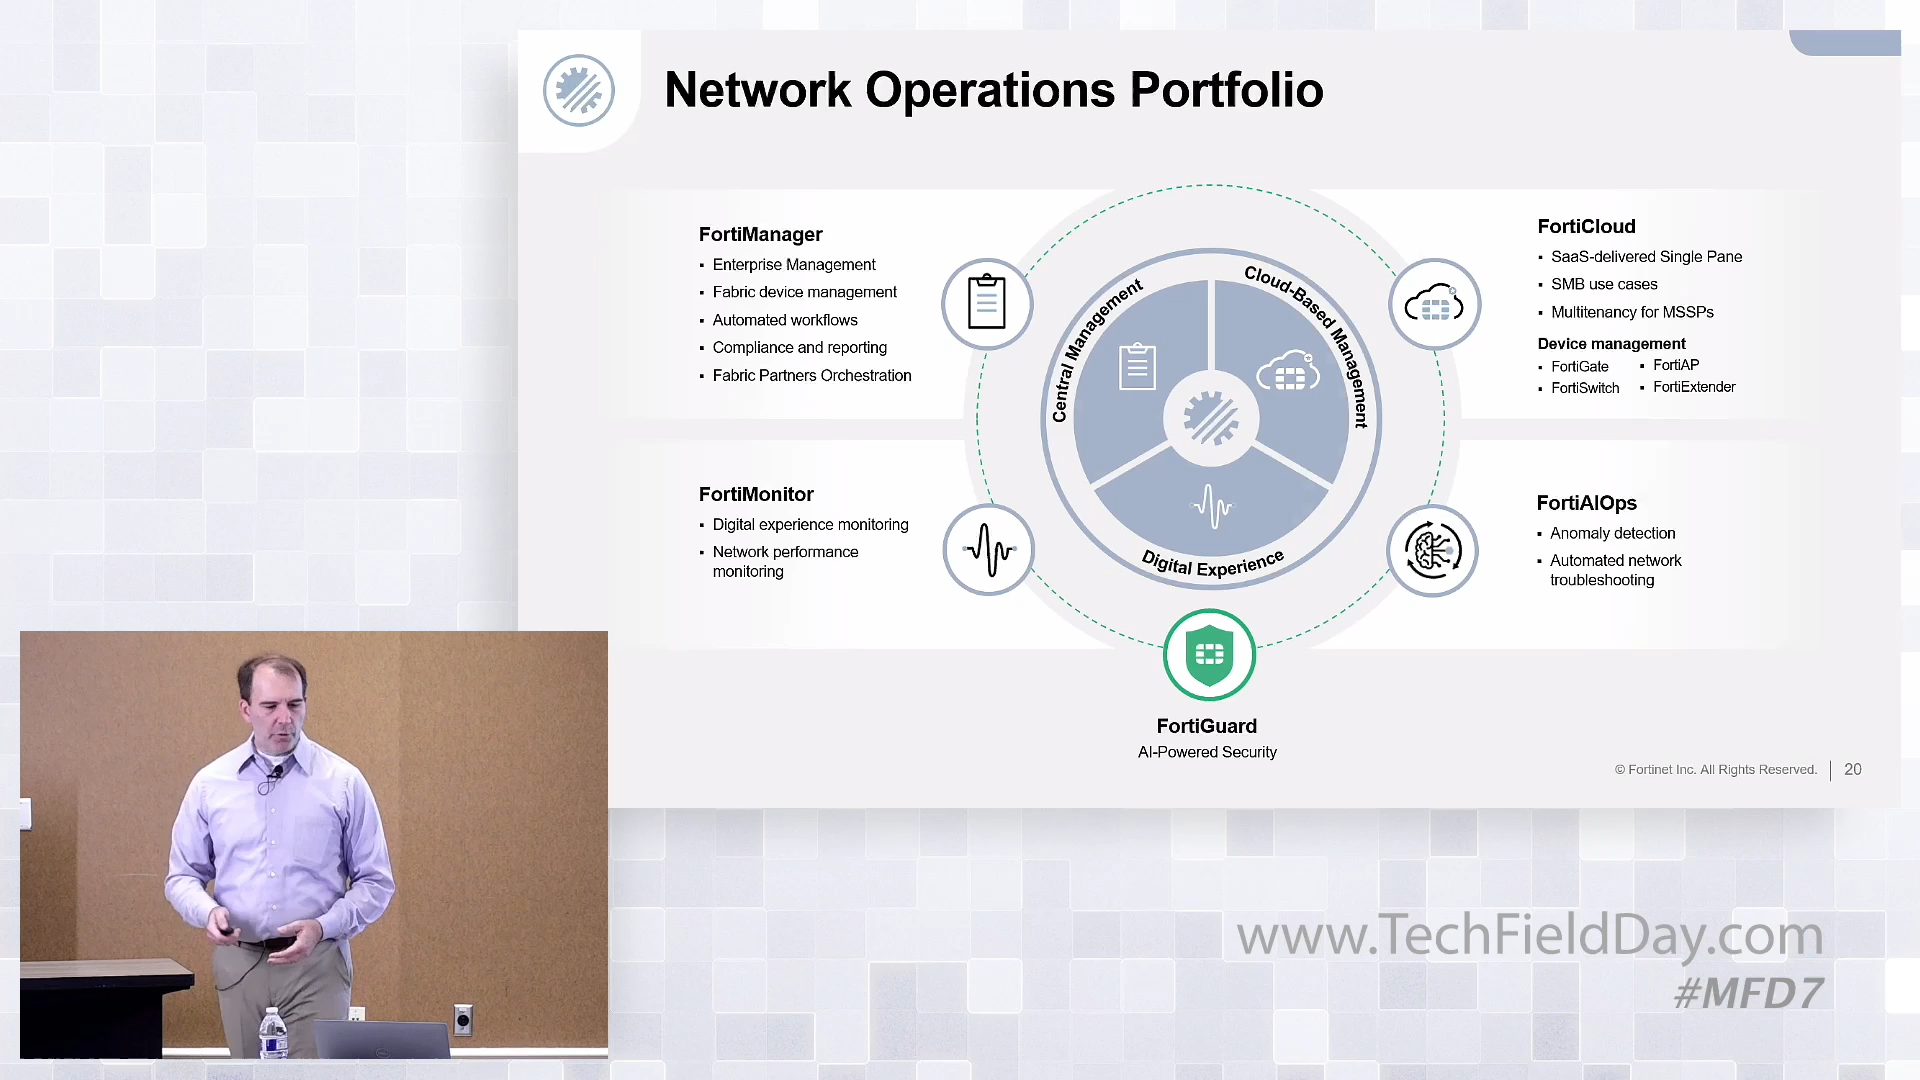 Network Operations Portfolio
FortiManager
▪ Enterprise Management
▪ Fabric device management
▪ Automated workflows
▪ Compliance and reporting
▪ Fabric Partners Orchestration
FortiMonitor
▪ Digital experience monitoring
▪ Network performance
monitoring
Central Management
Cloud-Based Management
Digital Experience
FortiGuard
AI-Powered Security
FortiCloud
▪ SaaS-delivered Single Pane
▪ SMB use cases
▪ Multitenancy for MSSPs
Device management
▪ FortiGate ▪ FortiAP
▪ FortiSwitch ▪ FortiExtender
FortiAIOps
▪ Anomaly detection
▪ Automated network
troubleshooting
© Fortinet Inc. All Rights Reserved. | 20
www.TechFieldDay.com
#MFD7